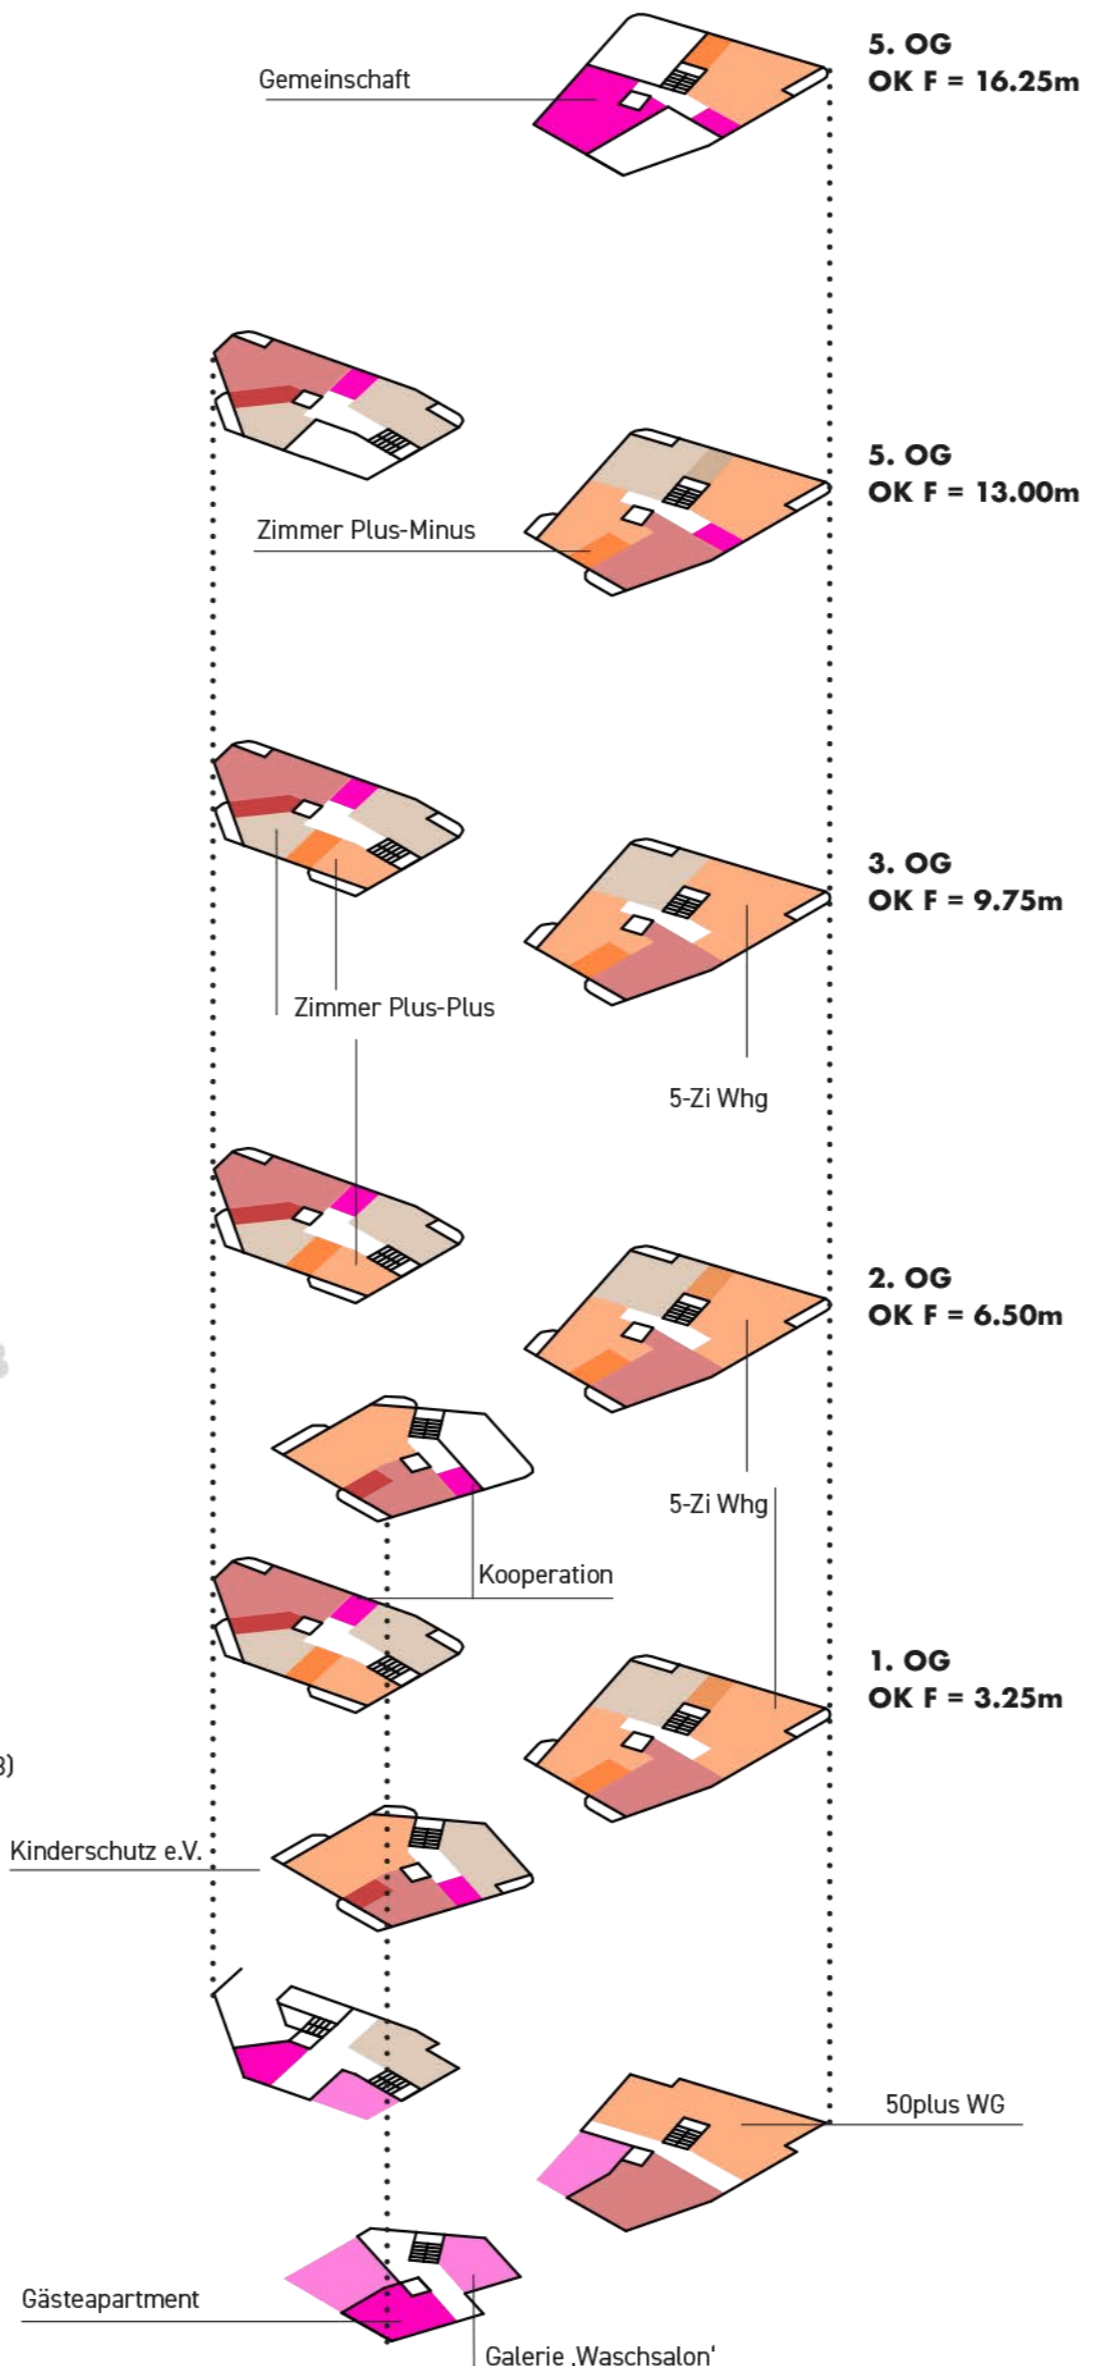 5. OG
OK F = 16.25m
Gemeinschaft
5. OG
OK F = 13.00m
Zimmer Plus-Minus
3. OG
OK F = 9.75m
Zimmer Plus-Plus
5-Zi Whg
2. OG
OK F = 6.50m
5-Zi Whg
Kooperation
1. OG
OK F = 3.25m
Kinderschutz e.V.
50plus WG
Gästeapartment
Galerie ‚Waschsalon‘